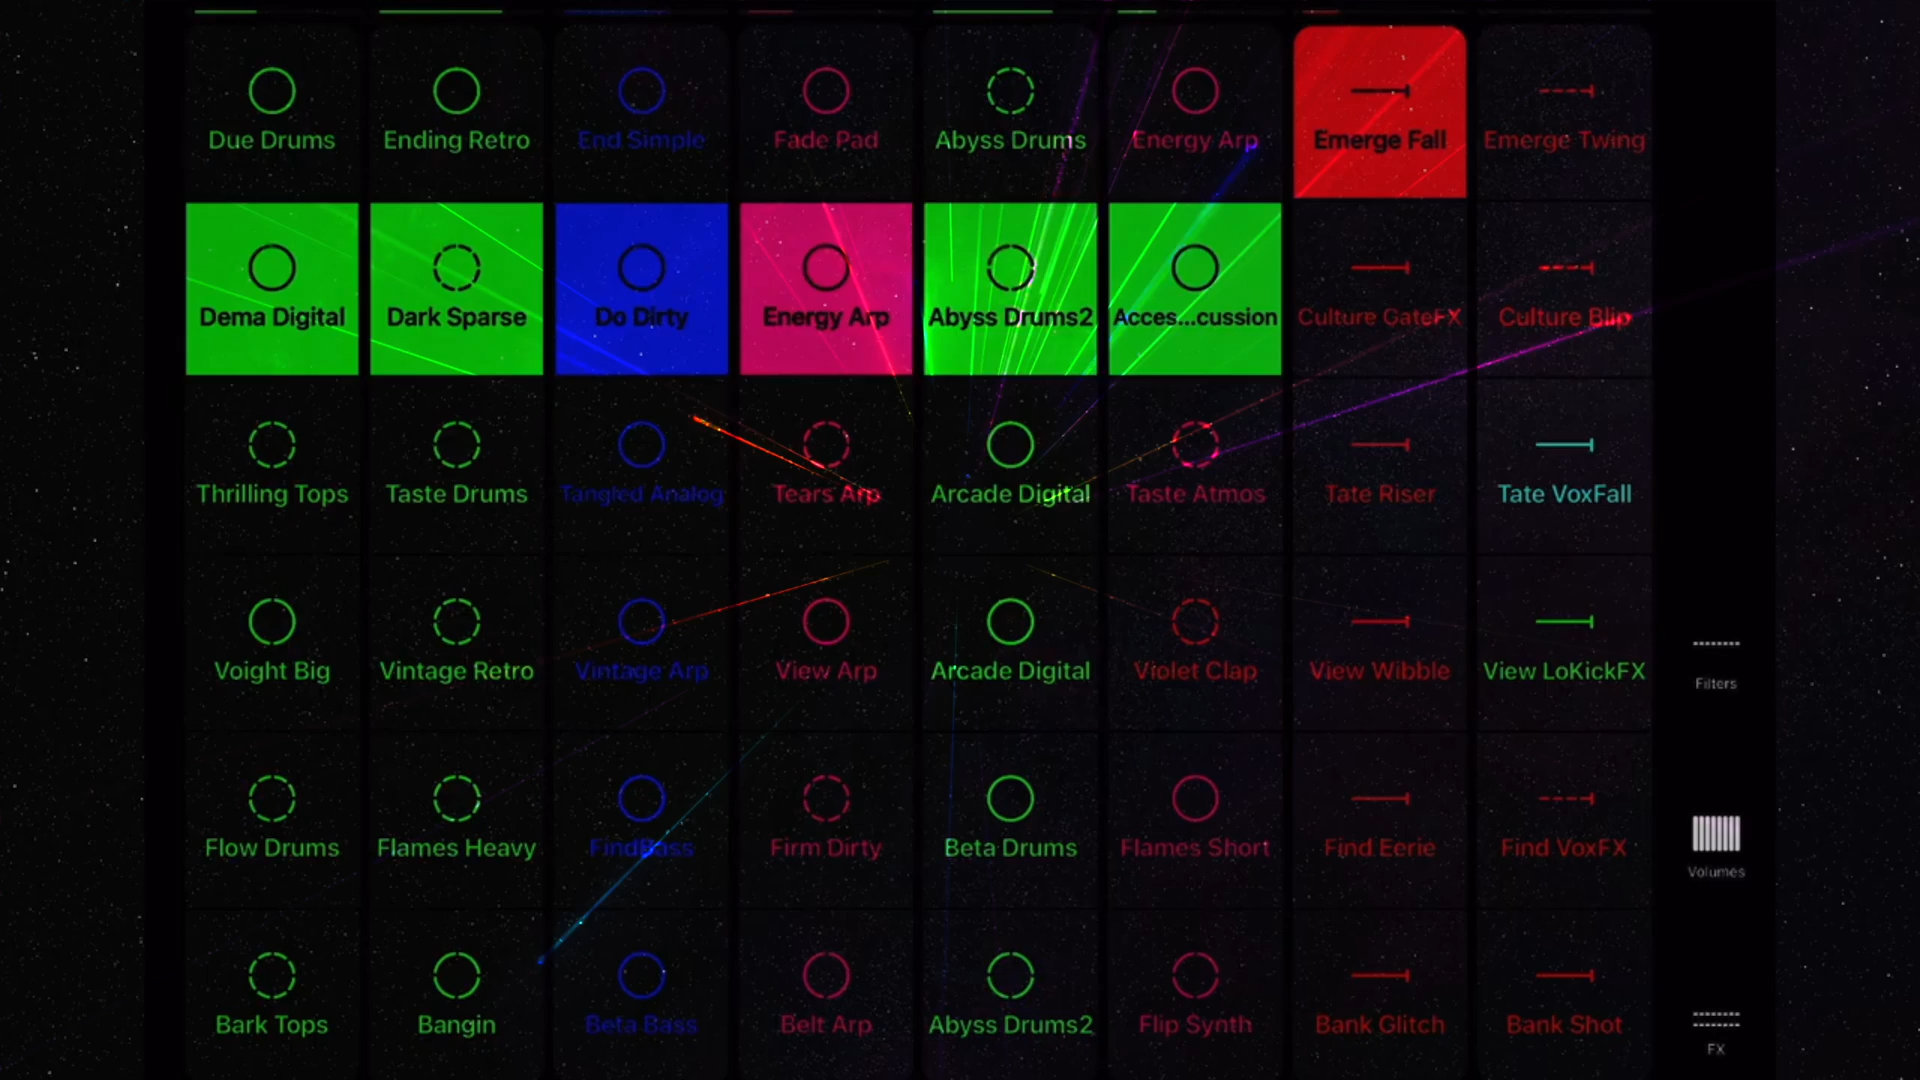 Due Drums
Ending Retro
End Simple
Fade Pad
Abyss Drums
Energy Arp
Emerge Fall
Emerge Twing
Dema Digital
Dark Sparse
Do Dirty
Energy Arp
Abyss Drums2
Acces...cussion
Culture GateFX
Culture Blip
Thrilling Tops
Taste Drums
Tangled Analog
Tears Arp
Arcade Digital
Taste Atmos
Tate Riser
Tate VoxFall
Voight Big
Vintage Retro
Vintage Arp
View Arp
Arcade Digital
Violet Clap
View Wibble
View LoKickFX
Filters
Flow Drums
Flames Heavy
FindBass
Firm Dirty
Beta Drums
Flames Short
Find Eerie
Find VoxFX
Volumes
Bark Tops
Bangin
Beta Bass
Belt Arp
Abyss Drums2
Flip Synth
Bank Glitch
Bank Shot
FX